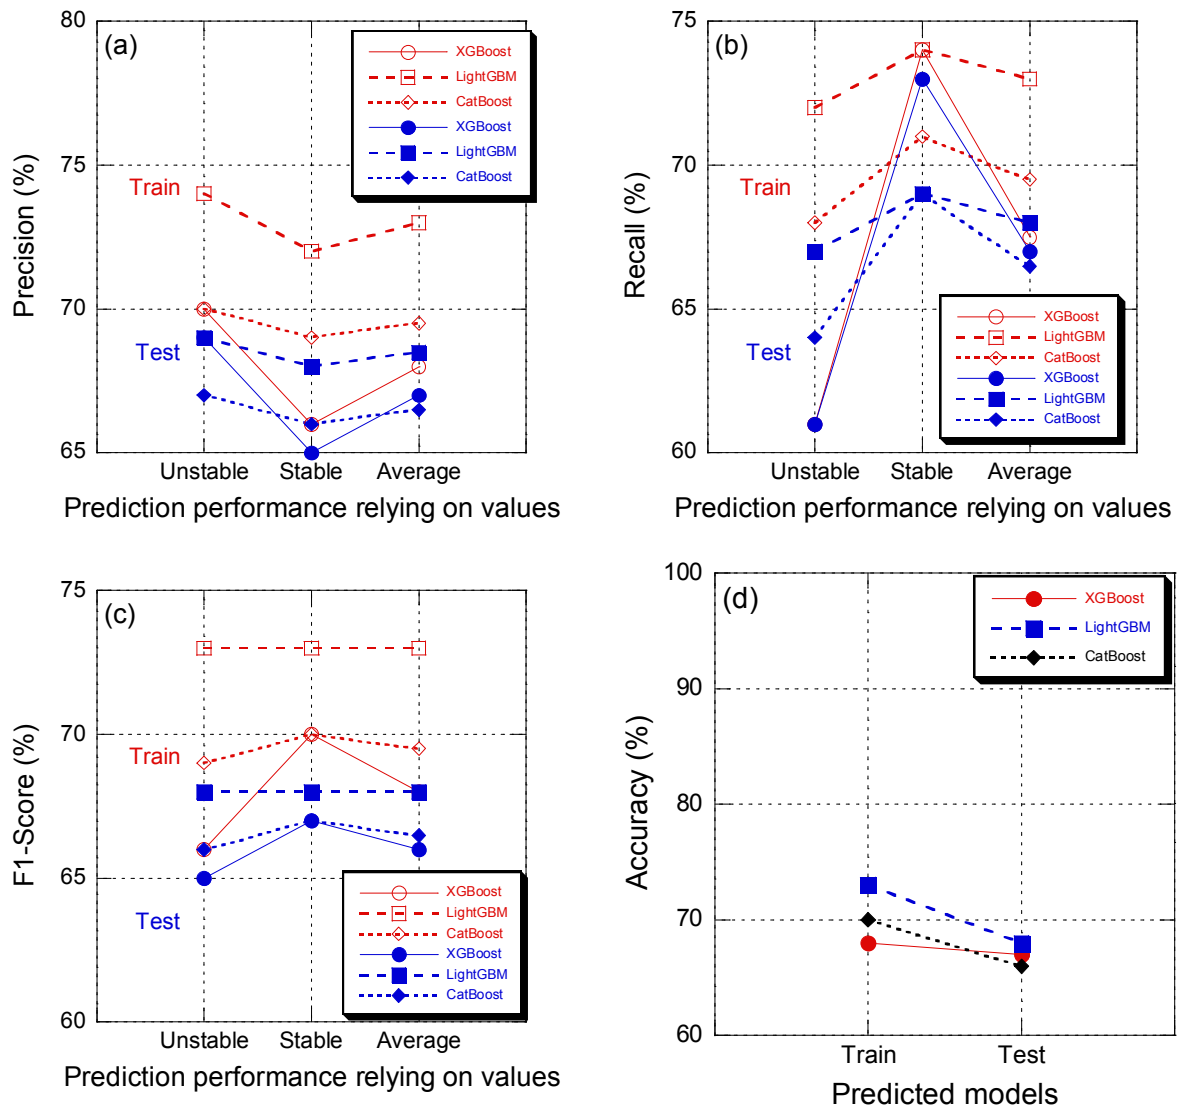 (a)
80
75
70
65
Precision (%)
XGBoost
LightGBM
CatBoost
XGBoost
LightGBM
CatBoost
Train
Test
Unstable Stable Average
Prediction performance relying on values
(b)
75
70
65
60
Recall (%)
Train
Test
XGBoost
LightGBM
CatBoost
XGBoost
LightGBM
CatBoost
Unstable Stable Average
Prediction performance relying on values
(c)
75
70
65
60
F1-Score (%)
Train
Test
XGBoost
LightGBM
CatBoost
XGBoost
LightGBM
CatBoost
Unstable Stable Average
Prediction performance relying on values
(d)
100
90
80
70
60
Accuracy (%)
XGBoost
LightGBM
CatBoost
Train Test
Predicted models